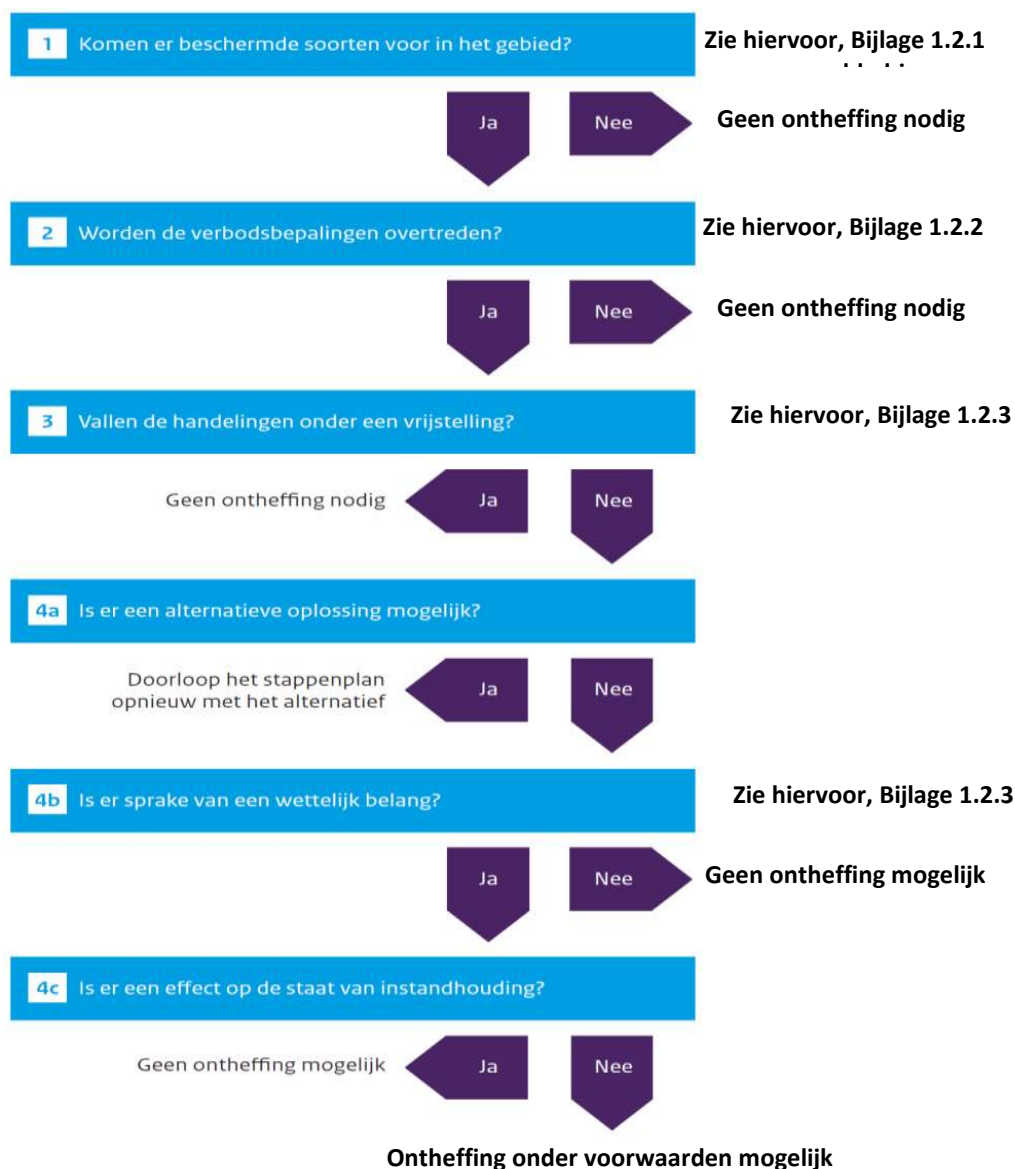 1 Komen er beschermde soorten voor in het gebied?
Zie hiervoor, Bijlage 1.2.1
Ja
Nee
Geen ontheffing nodig
2 Worden de verbodsbepalingen overtreden?
Zie hiervoor, Bijlage 1.2.2
Ja
Nee
Geen ontheffing nodig
3 Vallen de handelingen onder een vrijstelling?
Zie hiervoor, Bijlage 1.2.3
Geen ontheffing nodig
Ja
Nee
4a Is er een alternatieve oplossing mogelijk?
Doorloop het stappenplan
opnieuw met het alternatief
Ja
Nee
4b Is er sprake van een wettelijk belang?
Zie hiervoor, Bijlage 1.2.3
Ja
Nee
Geen ontheffing mogelijk
4c Is er een effect op de staat van instandhouding?
Geen ontheffing mogelijk
Ja
Nee
Ontheffing onder voorwaarden mogelijk